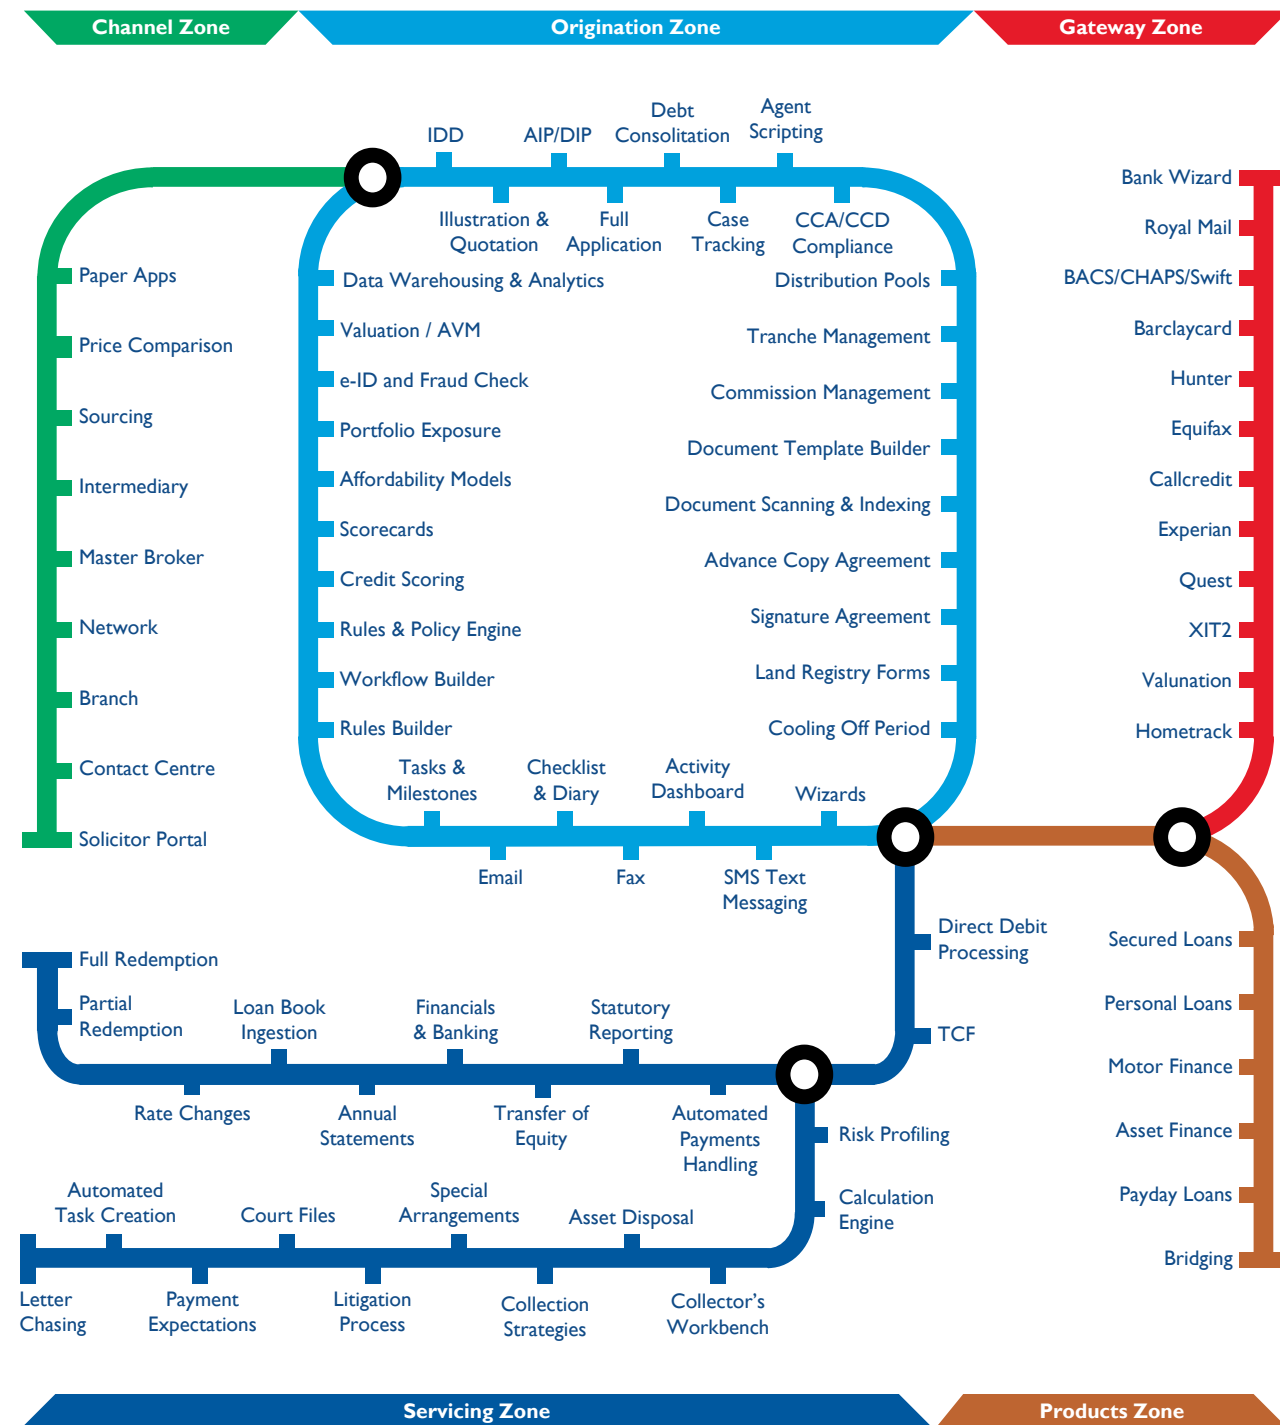 Channel Zone
Origination Zone
Gateway Zone
IDD
AIP/DIP
Debt
Consolitation
Agent
Scripting
Illustration &
Quotation
Full
Application
Case
Tracking
CCA/CCD
Compliance
Paper Apps
Price Comparison
Sourcing
Intermediary
Master Broker
Network
Branch
Contact Centre
Solicitor Portal
Data Warehousing & Analytics
Valuation / AVM
e-ID and Fraud Check
Portfolio Exposure
Affordability Models
Scorecards
Credit Scoring
Rules & Policy Engine
Workflow Builder
Rules Builder
Distribution Pools
Tranche Management
Commission Management
Document Template Builder
Document Scanning & Indexing
Advance Copy Agreement
Signature Agreement
Land Registry Forms
Cooling Off Period
Bank Wizard
Royal Mail
BACS/CHAPS/Swift
Barclaycard
Hunter
Equifax
Callcredit
Experian
Quest
XIT2
Valunation
Hometrack
Tasks &
Milestones
Checklist
& Diary
Activity
Dashboard
Wizards
Email
Fax
SMS Text
Messaging
Direct Debit
Processing
TCF
Full Redemption
Partial
Redemption
Loan Book
Ingestion
Financials
& Banking
Statutory
Reporting
Rate Changes
Annual
Statements
Transfer of
Equity
Automated
Payments
Handling
Risk Profiling
Calculation
Engine
Automated
Task Creation
Court Files
Special
Arrangements
Asset Disposal
Letter
Chasing
Payment
Expectations
Litigation
Process
Collection
Strategies
Collector's
Workbench
Secured Loans
Personal Loans
Motor Finance
Asset Finance
Payday Loans
Bridging
Servicing Zone
Products Zone